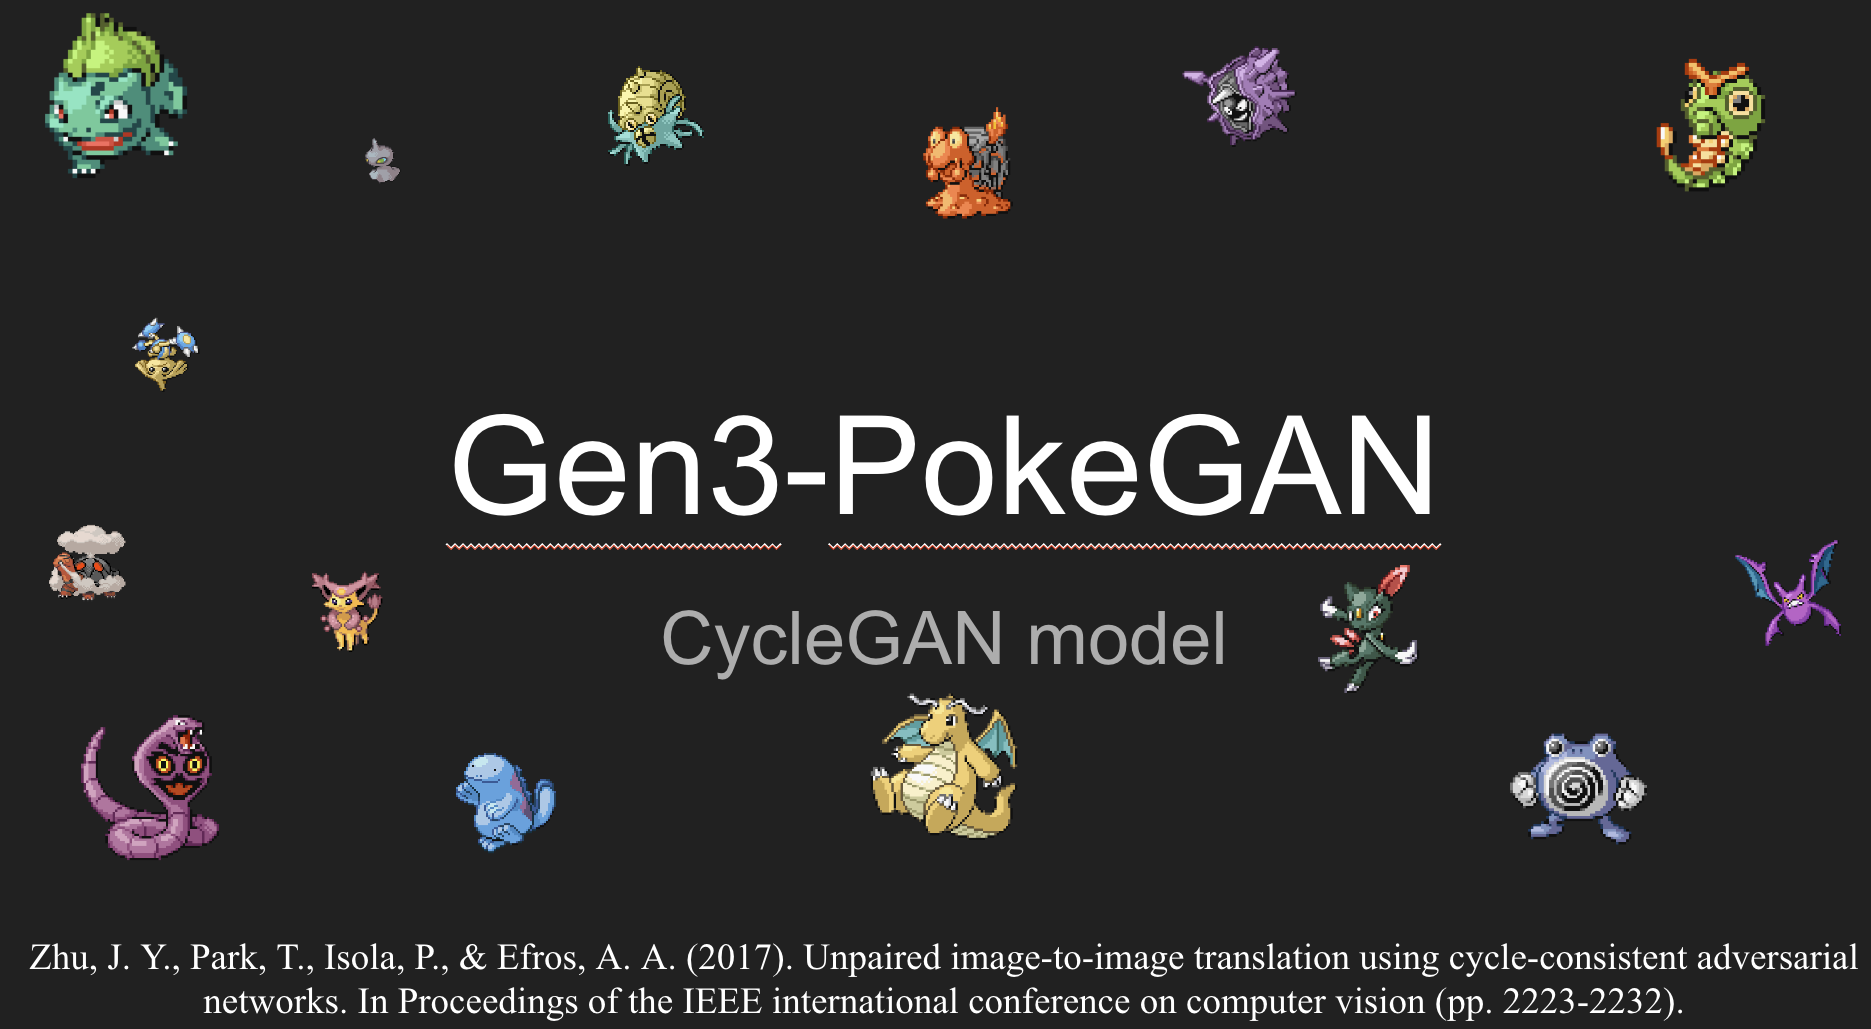 Gen3-PokeGAN
CycleGAN model
Zhu, J. Y., Park, T., Isola, P., & Efros, A. A. (2017). Unpaired image-to-image translation using cycle-consistent adversarial
networks. In Proceedings of the IEEE international conference on computer vision (pp. 2223-2232).